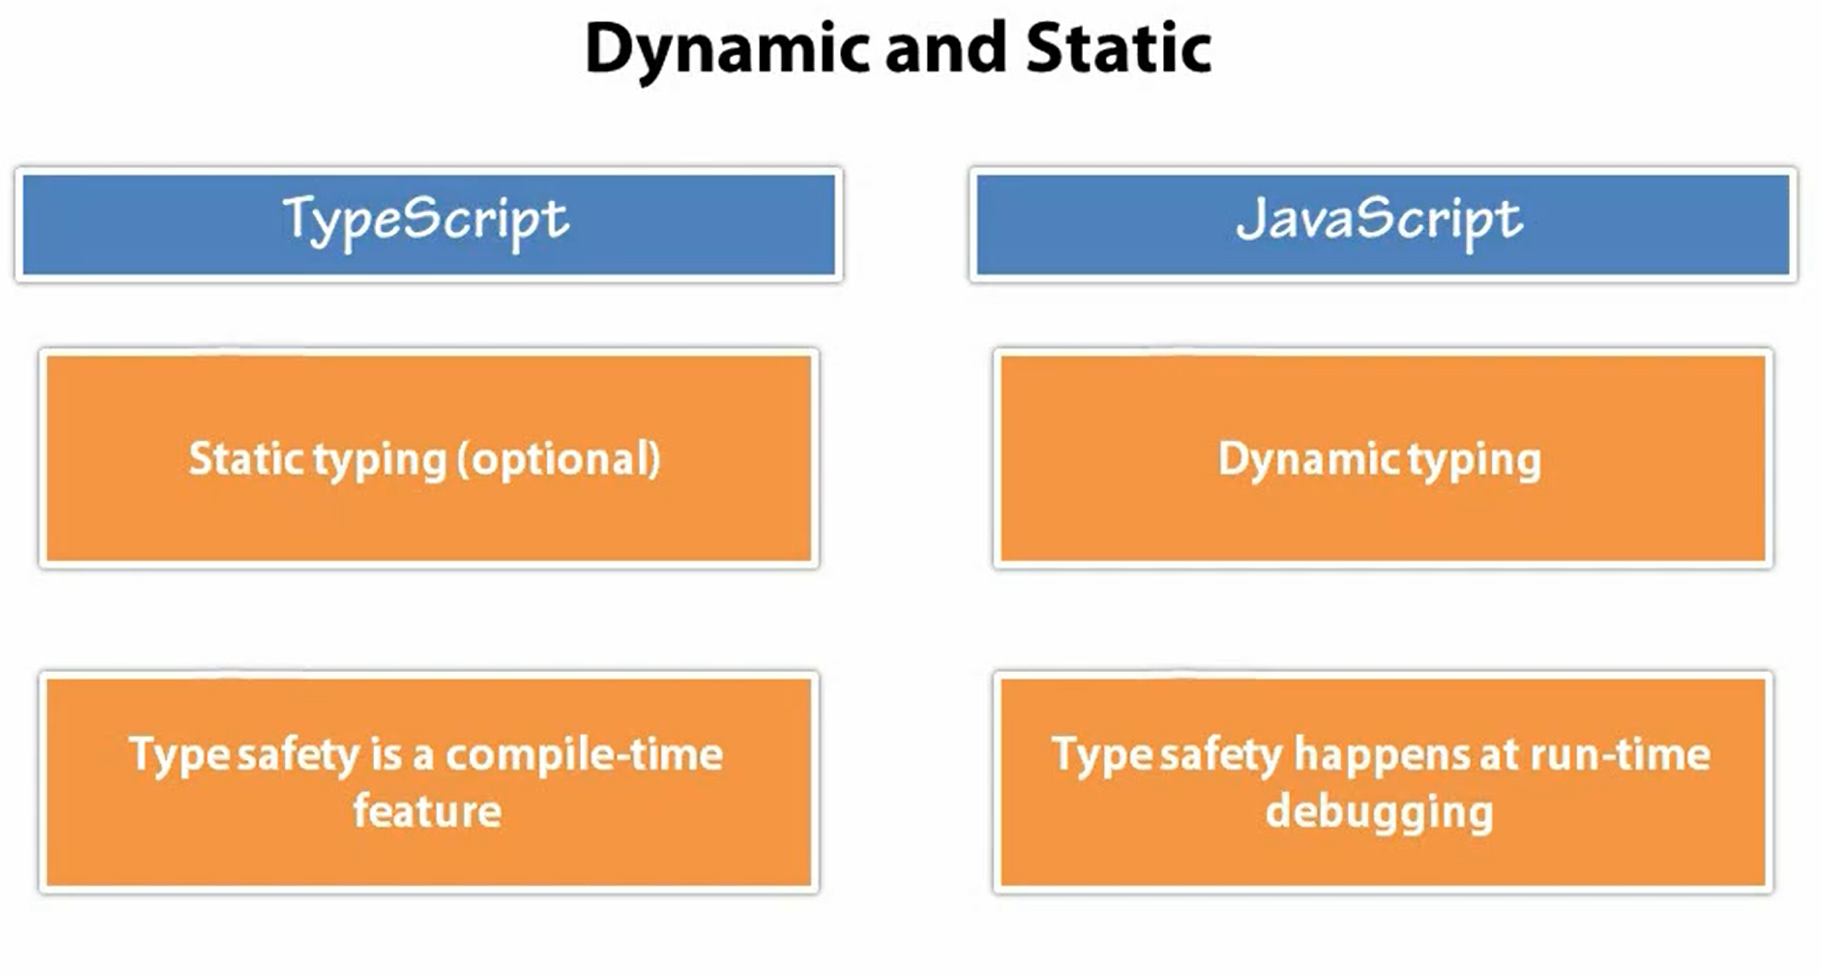 Dynamic and Static
TypeScript
JavaScript
Static typing (optional)
Dynamic typing
Type safety is a compile-time
feature
Type safety happens at run-time
debugging